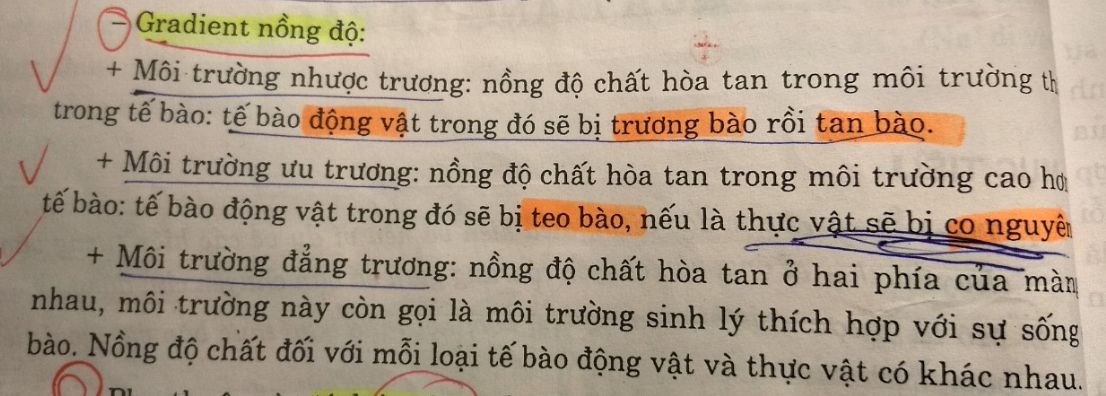 – Gradient nồng độ:
+ Môi trường nhược trương: nồng độ chất hòa tan trong môi trường
trong tế bào: tế bào động vật trong đó sẽ bị trương bào rồi tan bào.
+ Môi trường ưu trương: nồng độ chất hòa tan trong môi trường cao
tế bào: tế bào động vật trong đó sẽ bị teo bào, nếu là thực vật sẽ bị co nguyên
+ Môi trường đẳng trương: nồng độ chất hòa tan ở hai phía của màn
nhau, môi trường này còn gọi là môi trường sinh lý thích hợp với sự sống
bào. Nồng độ chất đối với mỗi loại tế bào động vật và thực vật có khác nhau.